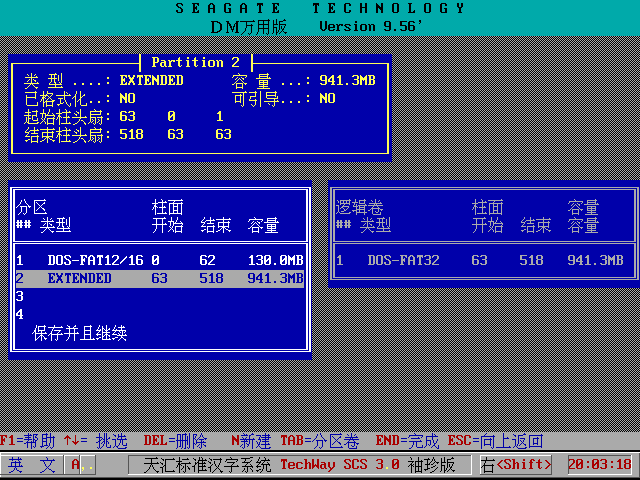 SEAGATE TECHNOLOGY
DM万用版 Version 9.56'
Partition 2
类 型 ....: EXTENDED 容 量 ...: 941.3MB
已格式化..: NO 可引导...: NO
起始柱头扇: 63 0 1
结束柱头扇: 518 63 63
分区 柱面
## 类型 开始 结束 容量
1 DOS-FAT12/16 0 62 130.0MB
2 EXTENDED 63 518 941.3MB
3
4
保存并且继续
逻辑卷 柱面 容量
## 类型 开始 结束 容量
1 DOS-FAT32 63 518 941.3MB
F1=帮助 ↑↓= 挑选 DEL=删除 N新建 TAB=分区卷 END=完成 ESC=向上返回
英 文 A.. 天汇标准汉字系统 TechWay SCS 3.0 袖珍版 右<Shift> 20:03:18